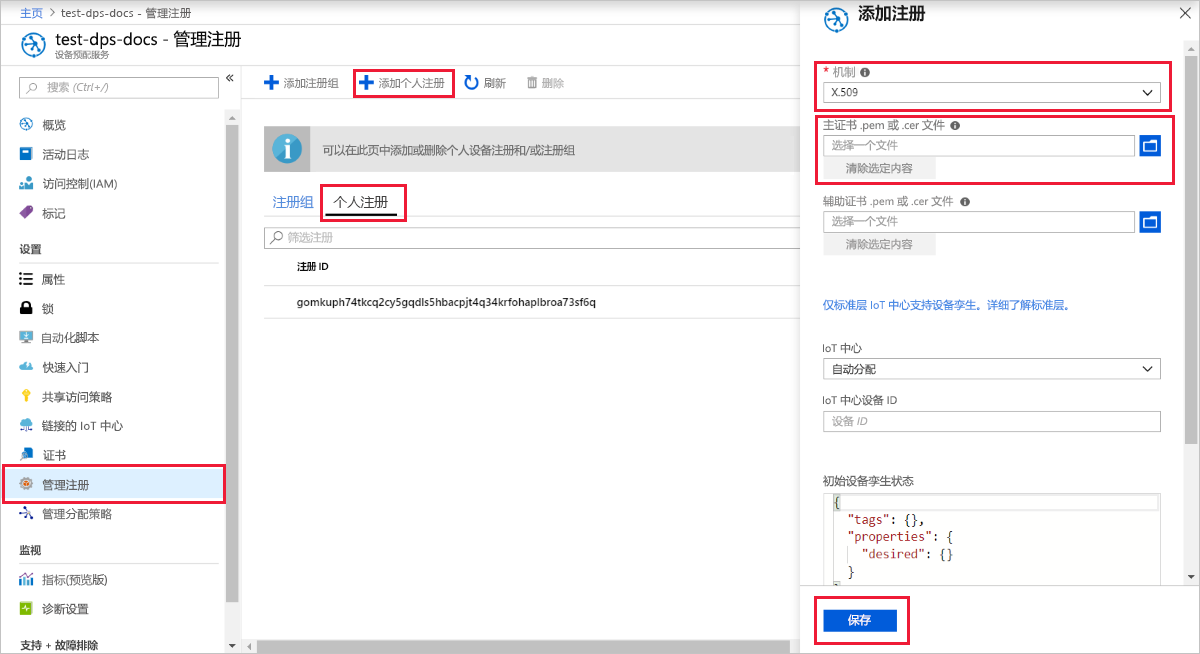 主页 > test-dps-docs - 管理注册
test-dps-docs - 管理注册
设备预配服务
搜索 (Ctrl+/)
«
概览
活动日志
访问控制(IAM)
标记
设置
属性
锁
自动化脚本
快速入门
共享访问策略
链接的 IoT 中心
证书
管理注册
管理分配策略
监视
指标(预览版)
诊断设置
支持 + 故障排除
添加注册组
添加个人注册
刷新
删除
可以在此页中添加或删除个人设备注册和/或注册组
注册组
个人注册
筛选注册
注册 ID
gomkuph74tkcq2cy5gqdls5hbacpjt4q34krfohaplbroa73sf6q
添加注册
* 机制
X.509
主证书 .pem 或 .cer 文件
选择一个文件
清除选定内容
辅助证书 .pem 或 .cer 文件
选择一个文件
清除选定内容
仅标准层 IoT 中心支持设备孪生。详细了解标准层。
IoT 中心
自动分配
IoT 中心设备 ID
设备 ID
初始设备孪生状态
{
"tags": {},
"properties": {
"desired": {}
}
保存